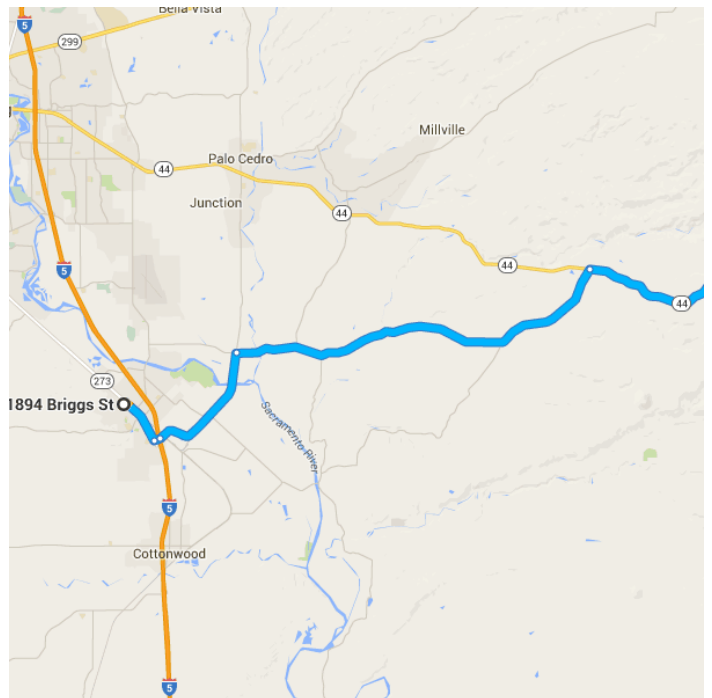 Bella Vista
5
299
Millville
Palo Cedro
44
Junction
44
44
5
44
273
1894 Briggs St
Sacramento River
5
Cottonwood
5